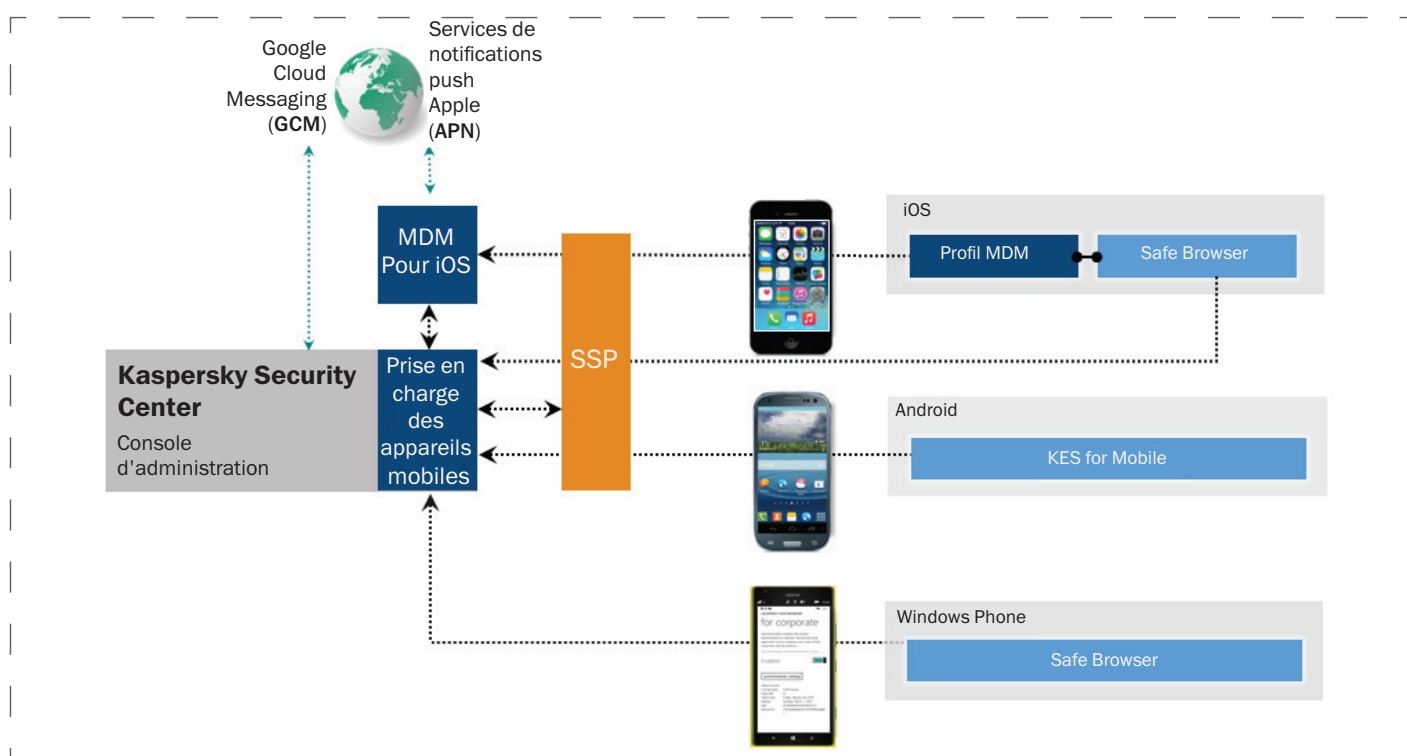 Google
Cloud
Messaging
(GCM)
Services de
notifications
push
Apple
(APN)
MDM
Pour iOS
SSP
iOS
Profil MDM
Safe Browser
Kaspersky Security
Center
Console
d'administration
Prise en
charge
des
appareils
mobiles
Android
KES for Mobile
for corporate
Windows Phone
Safe Browser